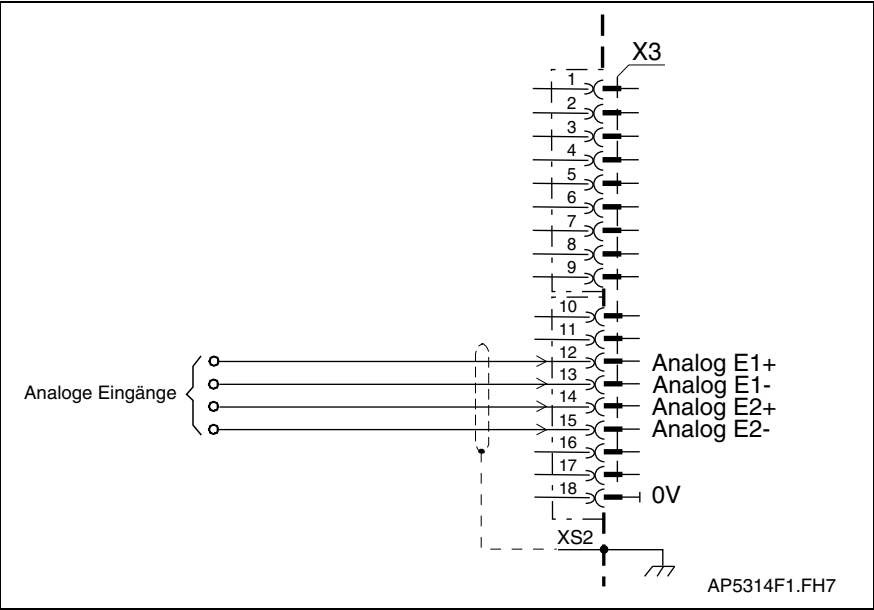 X3
1
2
3
4
5
6
7
8
9
10
11
12 Analog E1+
13 Analog E1-
Analoge Eingänge
14 Analog E2+
15 Analog E2-
16
17
18 0V
XS2
AP5314F1.FH7